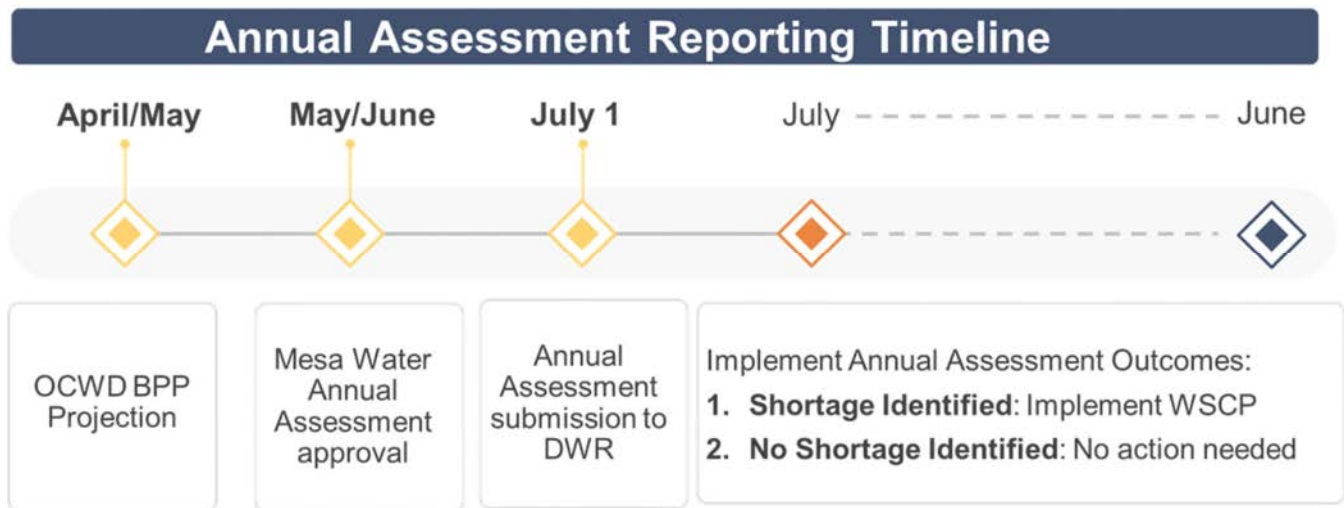 Annual Assessment Reporting Timeline
April/May
May/June
July 1
July
June
OCWD BPP
Projection
Mesa Water
Annual
Assessment
approval
Annual
Assessment
submission to
DWR
Implement Annual Assessment Outcomes:
1. Shortage Identified: Implement WSCP
2. No Shortage Identified: No action needed